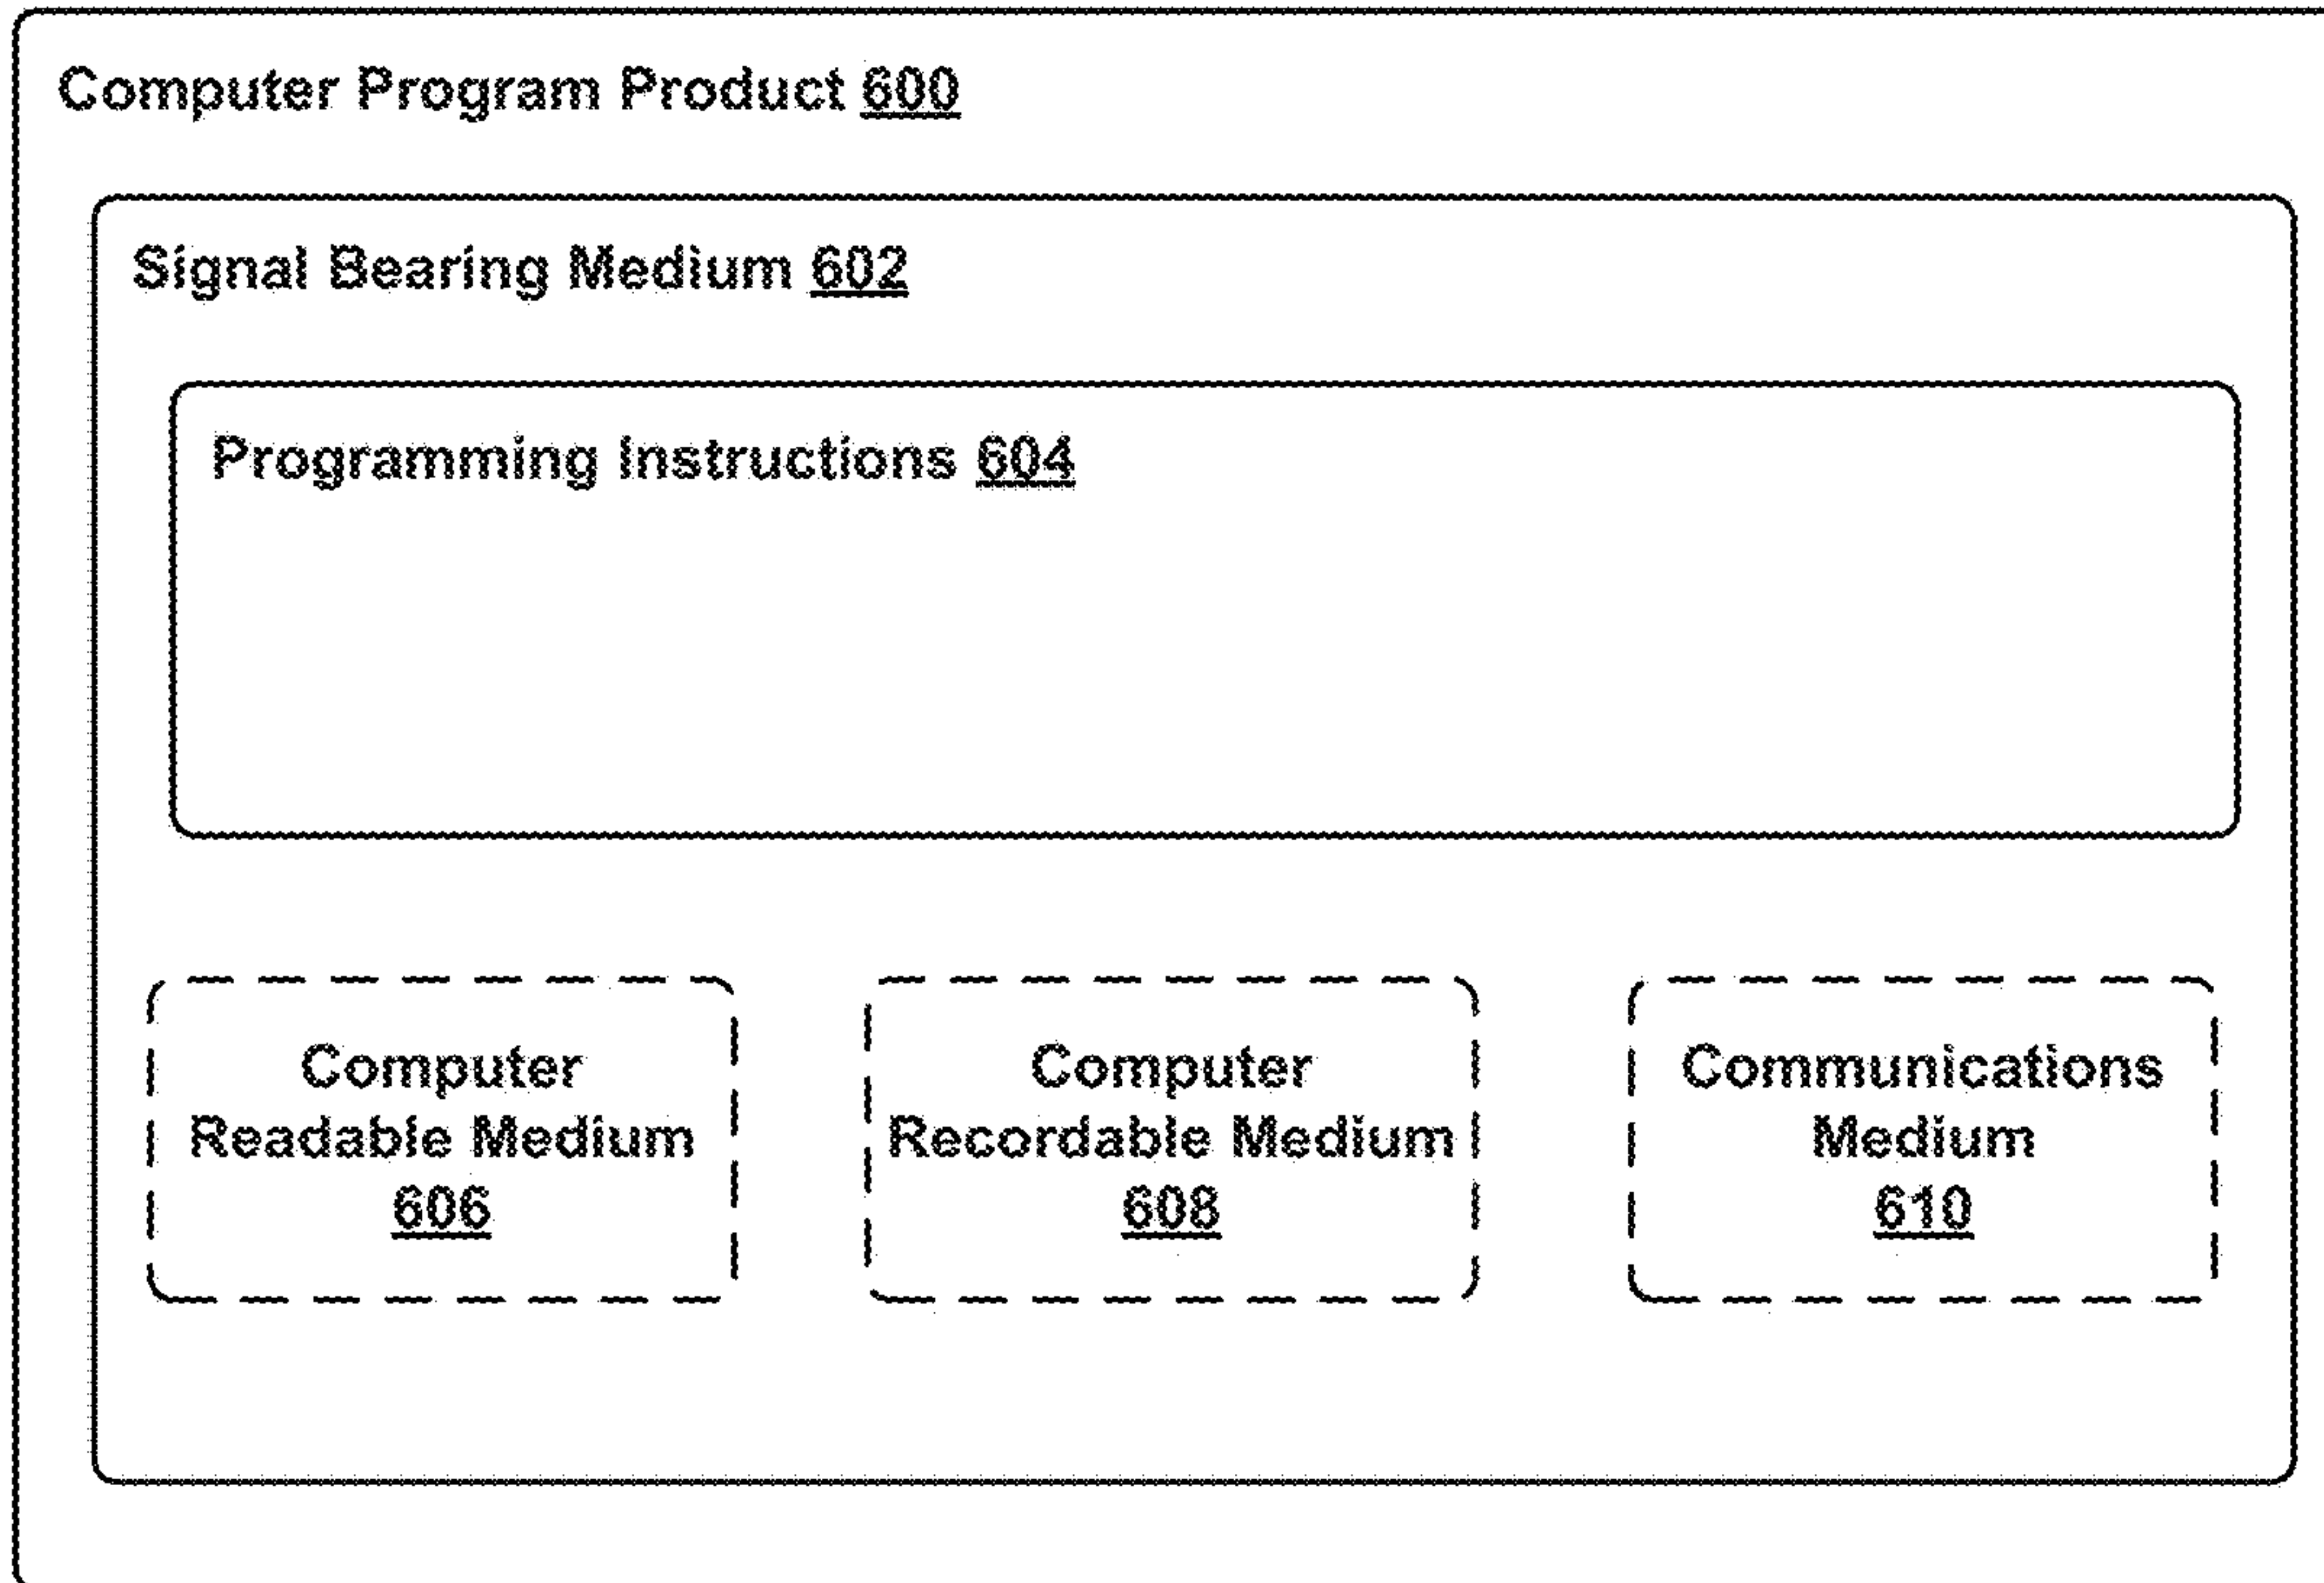 Computer Program Product 600
Signal Bearing Medium 602
Programming Instructions 604
Computer
Readable Medium
606
Computer
Recordable Medium
608
Communications
Medium
610